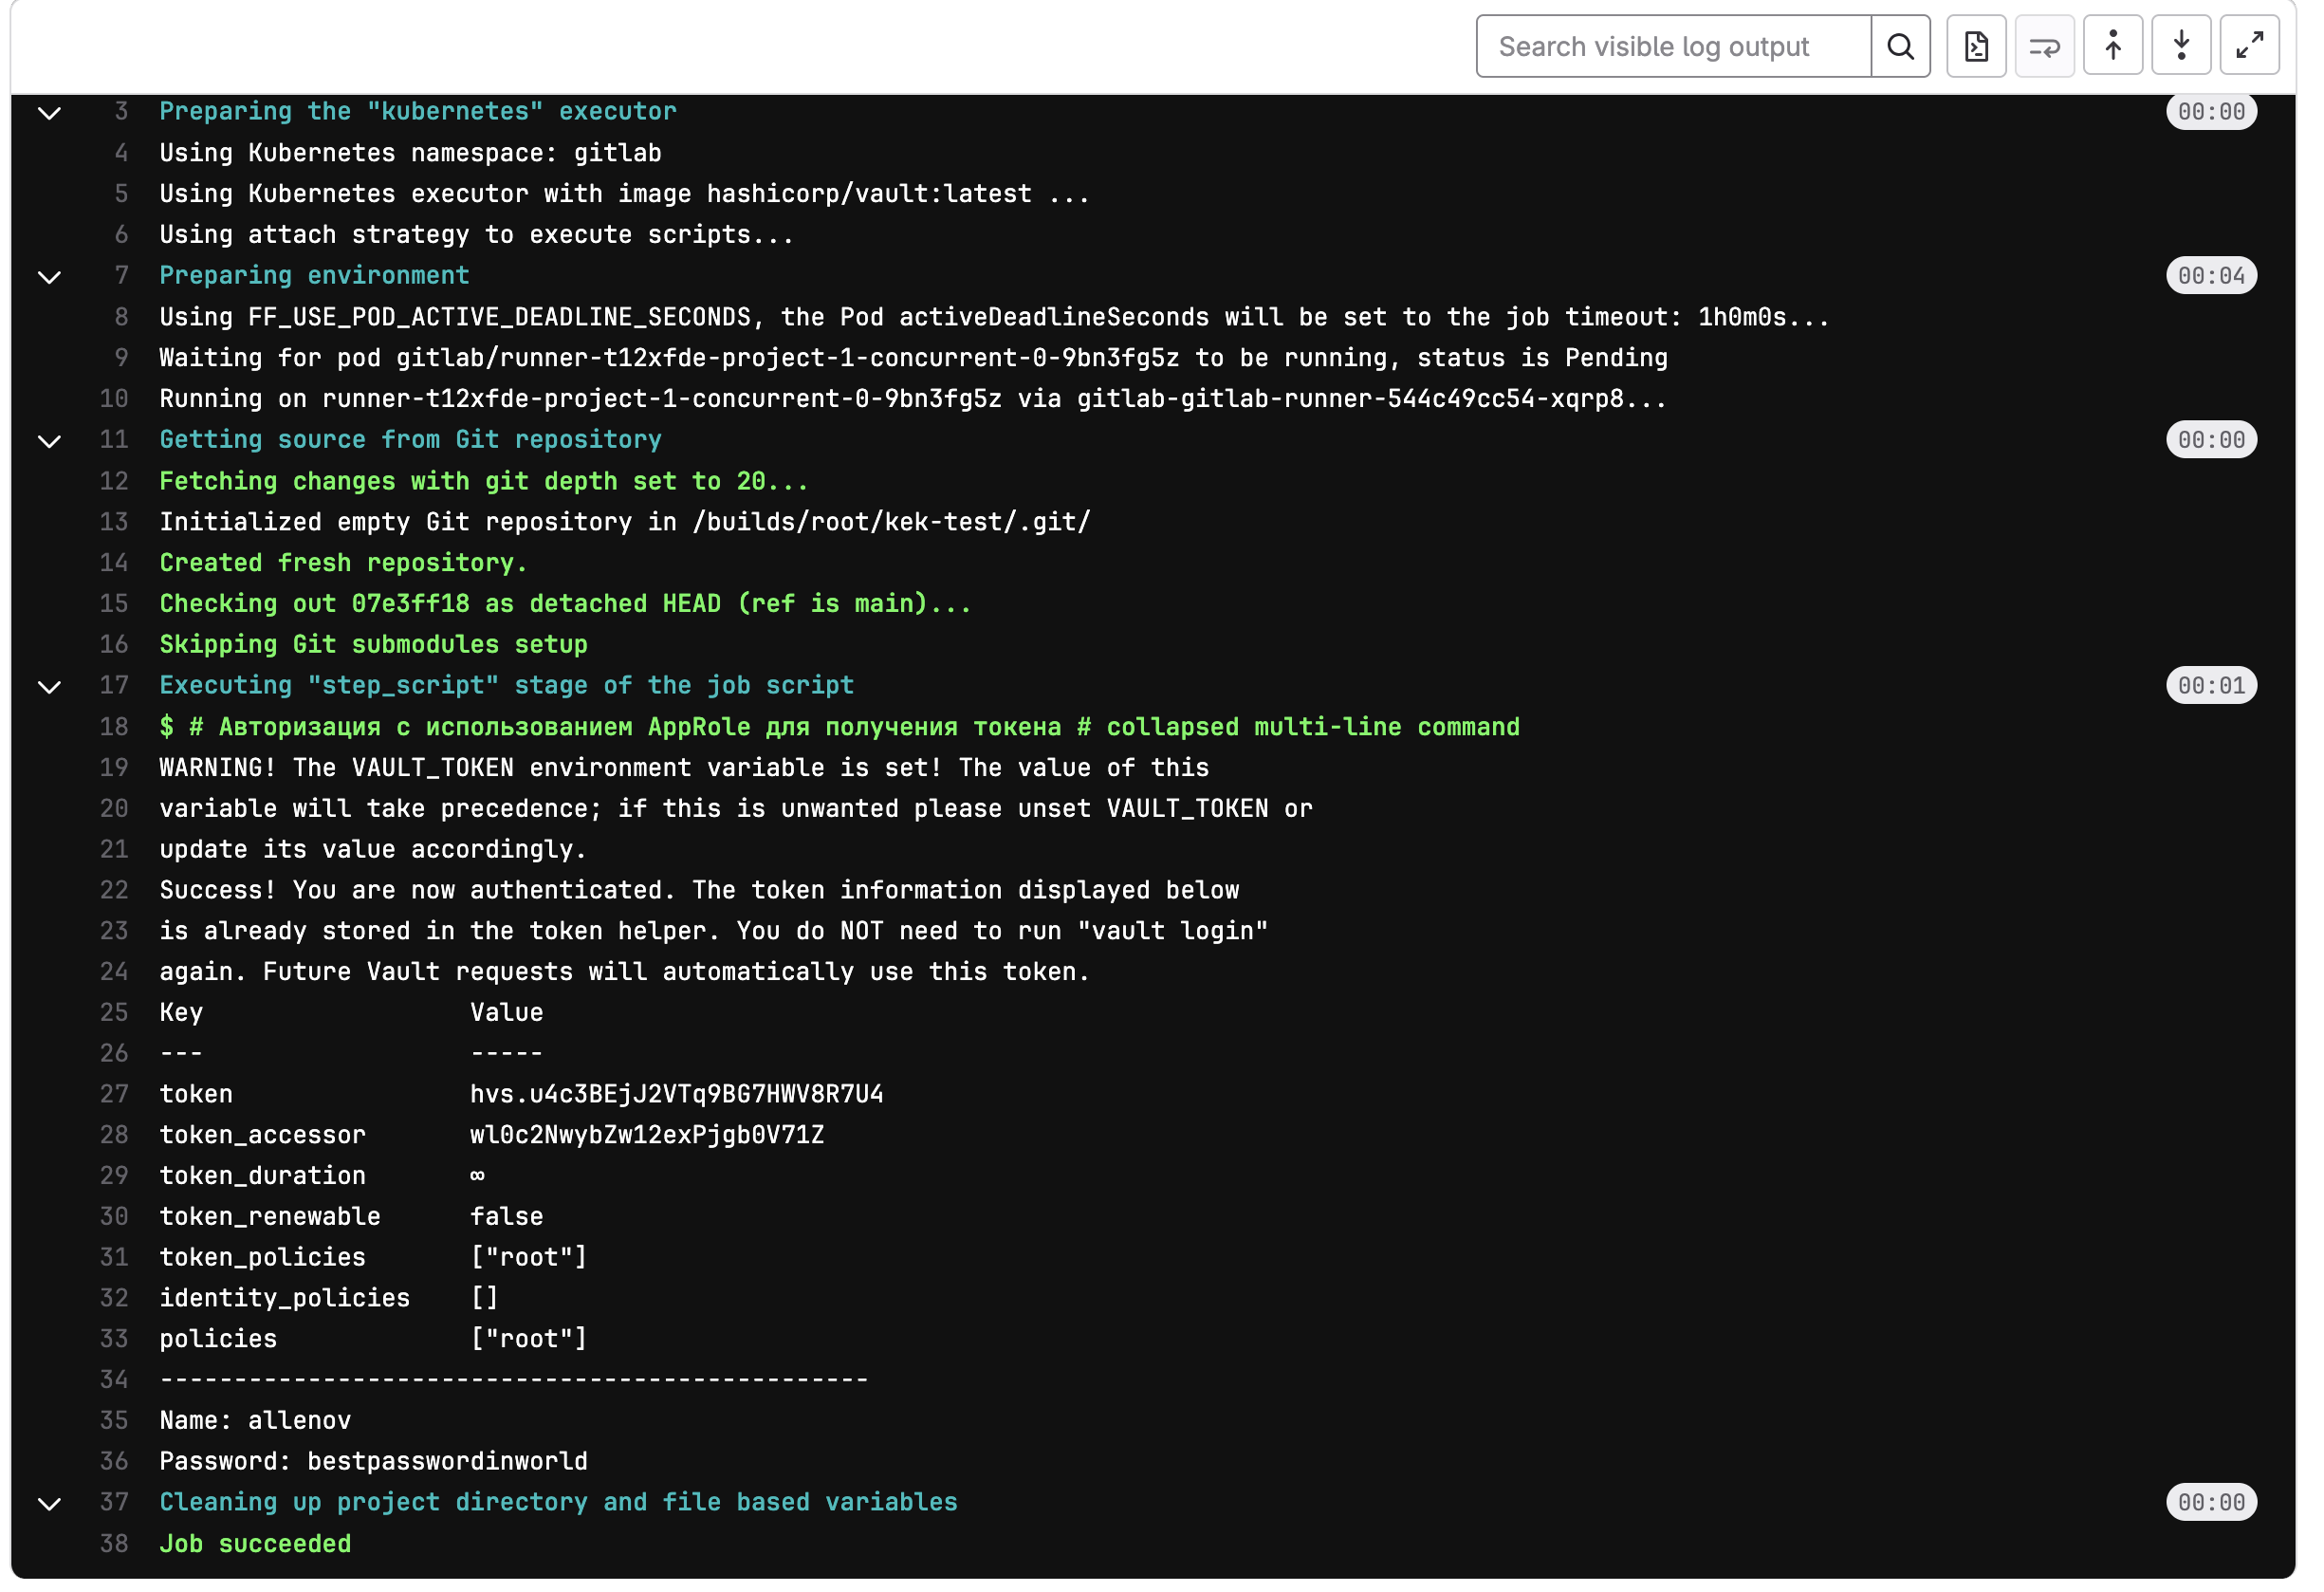 Search visible log output
3 Preparing the "kubernetes" executor 00:00
4 Using Kubernetes namespace: gitlab
5 Using Kubernetes executor with image hashicorp/vault:latest ...
6 Using attach strategy to execute scripts...
7 Preparing environment 00:04
8 Using FF_USE_POD_ACTIVE_DEADLINE_SECONDS, the Pod activeDeadlineSeconds will be set to the job timeout: 1h0m0s...
9 Waiting for pod gitlab/runner-t12xfde-project-1-concurrent-0-9bn3fg5z to be running, status is Pending
10 Running on runner-t12xfde-project-1-concurrent-0-9bn3fg5z via gitlab-gitlab-runner-544c49cc54-xqrp8...
11 Getting source from Git repository 00:00
12 Fetching changes with git depth set to 20...
13 Initialized empty Git repository in /builds/root/kek-test/.git/
14 Created fresh repository.
15 Checking out 07e3ff18 as detached HEAD (ref is main)...
16 Skipping Git submodules setup
17 Executing "step_script" stage of the job script 00:01
18 $ # Авторизация с использованием AppRole для получения токена # collapsed multi-line command
19 WARNING! The VAULT_TOKEN environment variable is set! The value of this
20 variable will take precedence; if this is unwanted please unset VAULT_TOKEN or
21 update its value accordingly.
22 Success! You are now authenticated. The token information displayed below
23 is already stored in the token helper. You do NOT need to run "vault login"
24 again. Future Vault requests will automatically use this token.
25 Key Value
26 --- -----
27 token hvs.u4c3BEjJ2VTq9BG7HWV8R7U4
28 token_accessor wl0c2NwybZw12exPjgb0V71Z
29 token_duration ∞
30 token_renewable false
31 token_policies ["root"]
32 identity_policies []
33 policies ["root"]
34 ------------------------------------------------
35 Name: allenov
36 Password: bestpasswordinworld
37 Cleaning up project directory and file based variables 00:00
38 Job succeeded